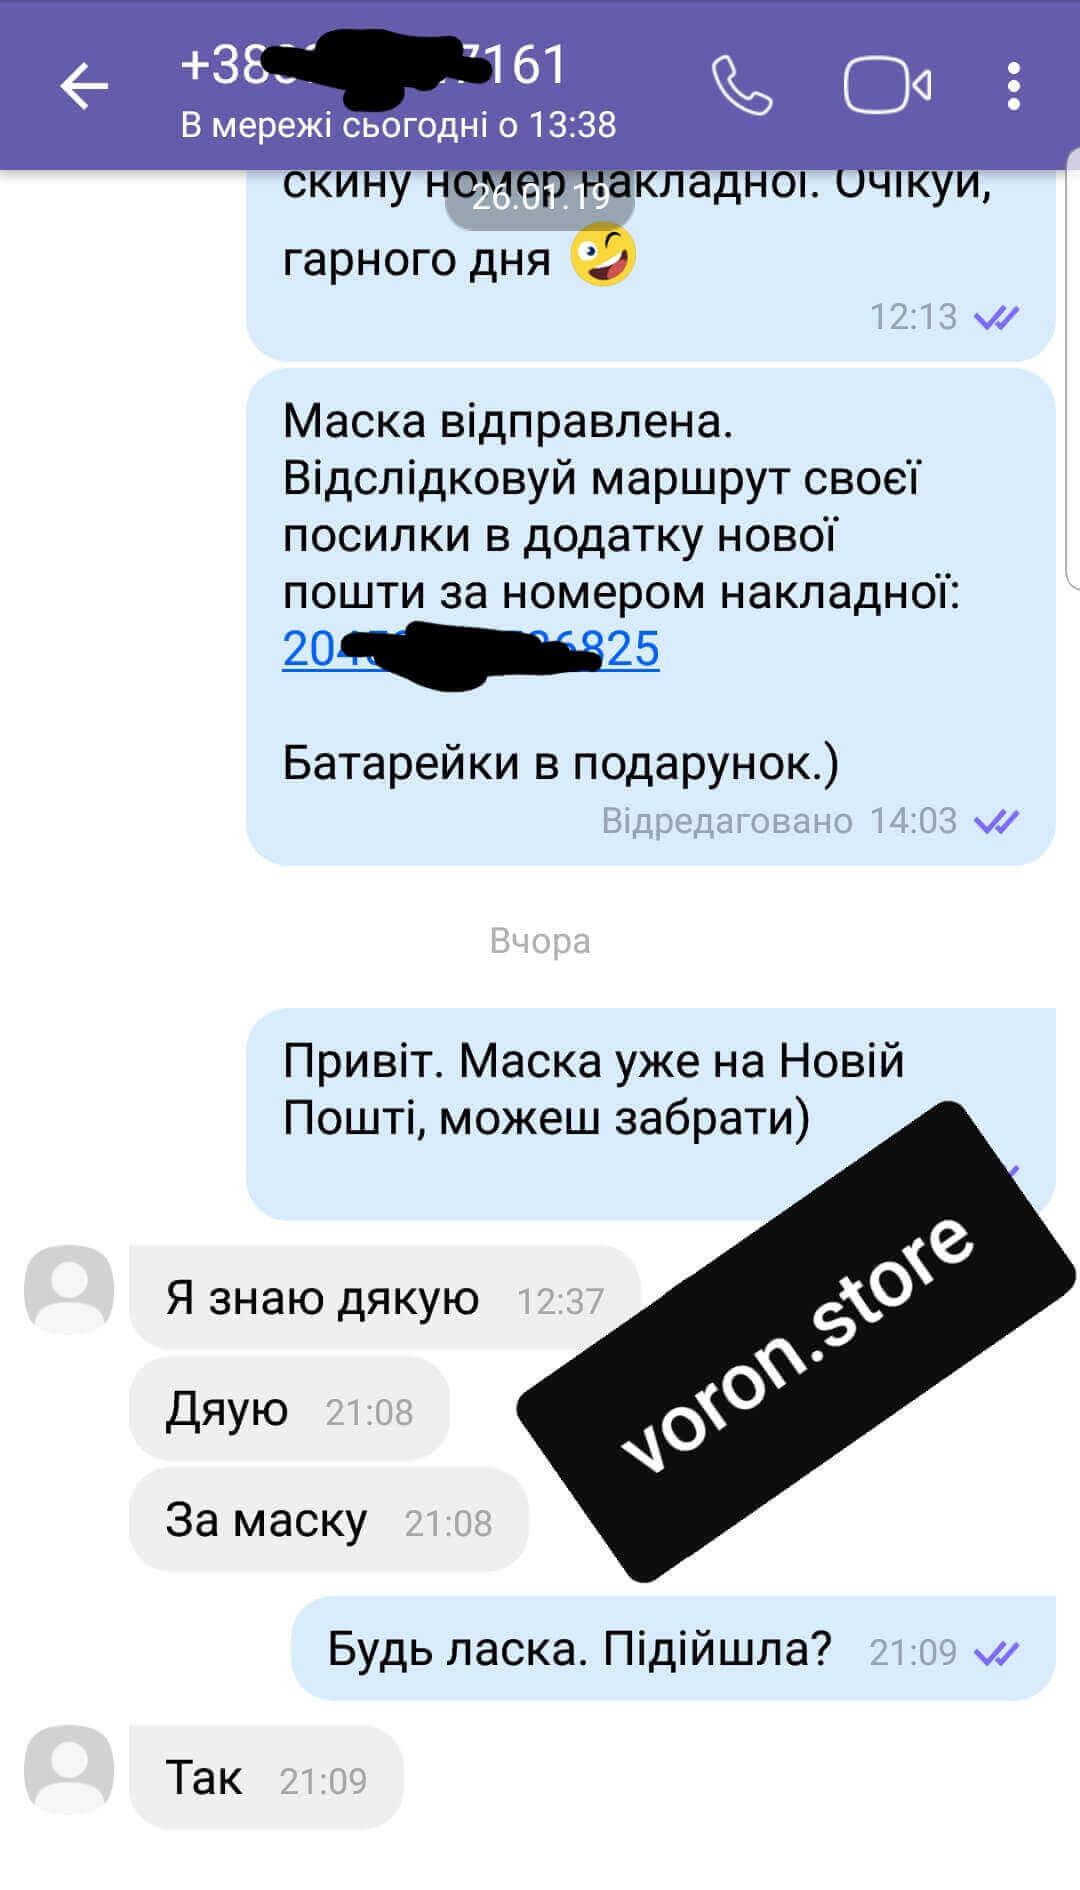 +38 7161
В мережі сьогодні о 13:38
скину номер накладної. Очікуй,
26.01.19
гарного дня
12:13
Маска відправлена.
Відслідковуй маршрут своєї
посилки в додатку нової
пошти за номером накладної:
20 6825
Батарейки в подарунок.)
Відредаговано 14:03
Вчора
Привіт. Маска уже на Новій
Пошті, можеш забрати)
Я знаю дякую 12:37
voron.store
Дяую 21:08
За маску 21:08
Будь ласка. Підійшла? 21:09
Так 21:09